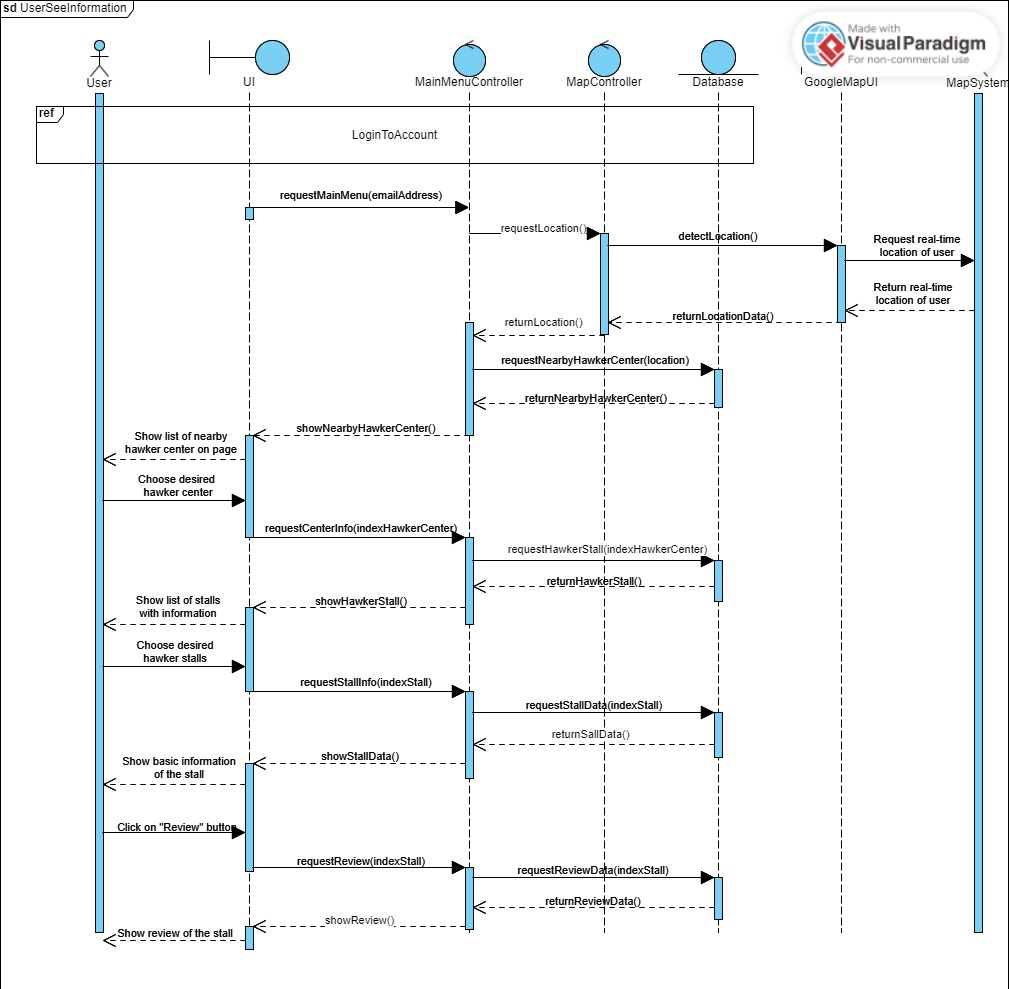 sd UserSeeInformation
Made with
Visual Paradigm
For non-commercial use
User
UI
MainMenuController
MapController
Database
GoogleMapUI
MapSystem
ref
LoginToAccount
requestMainMenu(emailAddress)
requestLocation()
detectLocation()
Request real-time
location of user
Return real-time
location of user
returnLocationData()
returnLocation()
requestNearbyHawkerCenter(location)
returnNearbyHawkerCenter()
showNearbyHawkerCenter()
Show list of nearby
hawker center on page
Choose desired
hawker center
requestCenterInfo(indexHawkerCenter)
requestHawkerStall(indexHawkerCenter)
returnHawkerStall()
showHawkerStall()
Show list of stalls
with information
Choose desired
hawker stalls
requestStallInfo(indexStall)
requestStallData(indexStall)
returnSallData()
showStallData()
Show basic information
of the stall
Click on "Review" button
requestReview(indexStall)
requestReviewData(indexStall)
returnReviewData()
showReview()
Show review of the stall